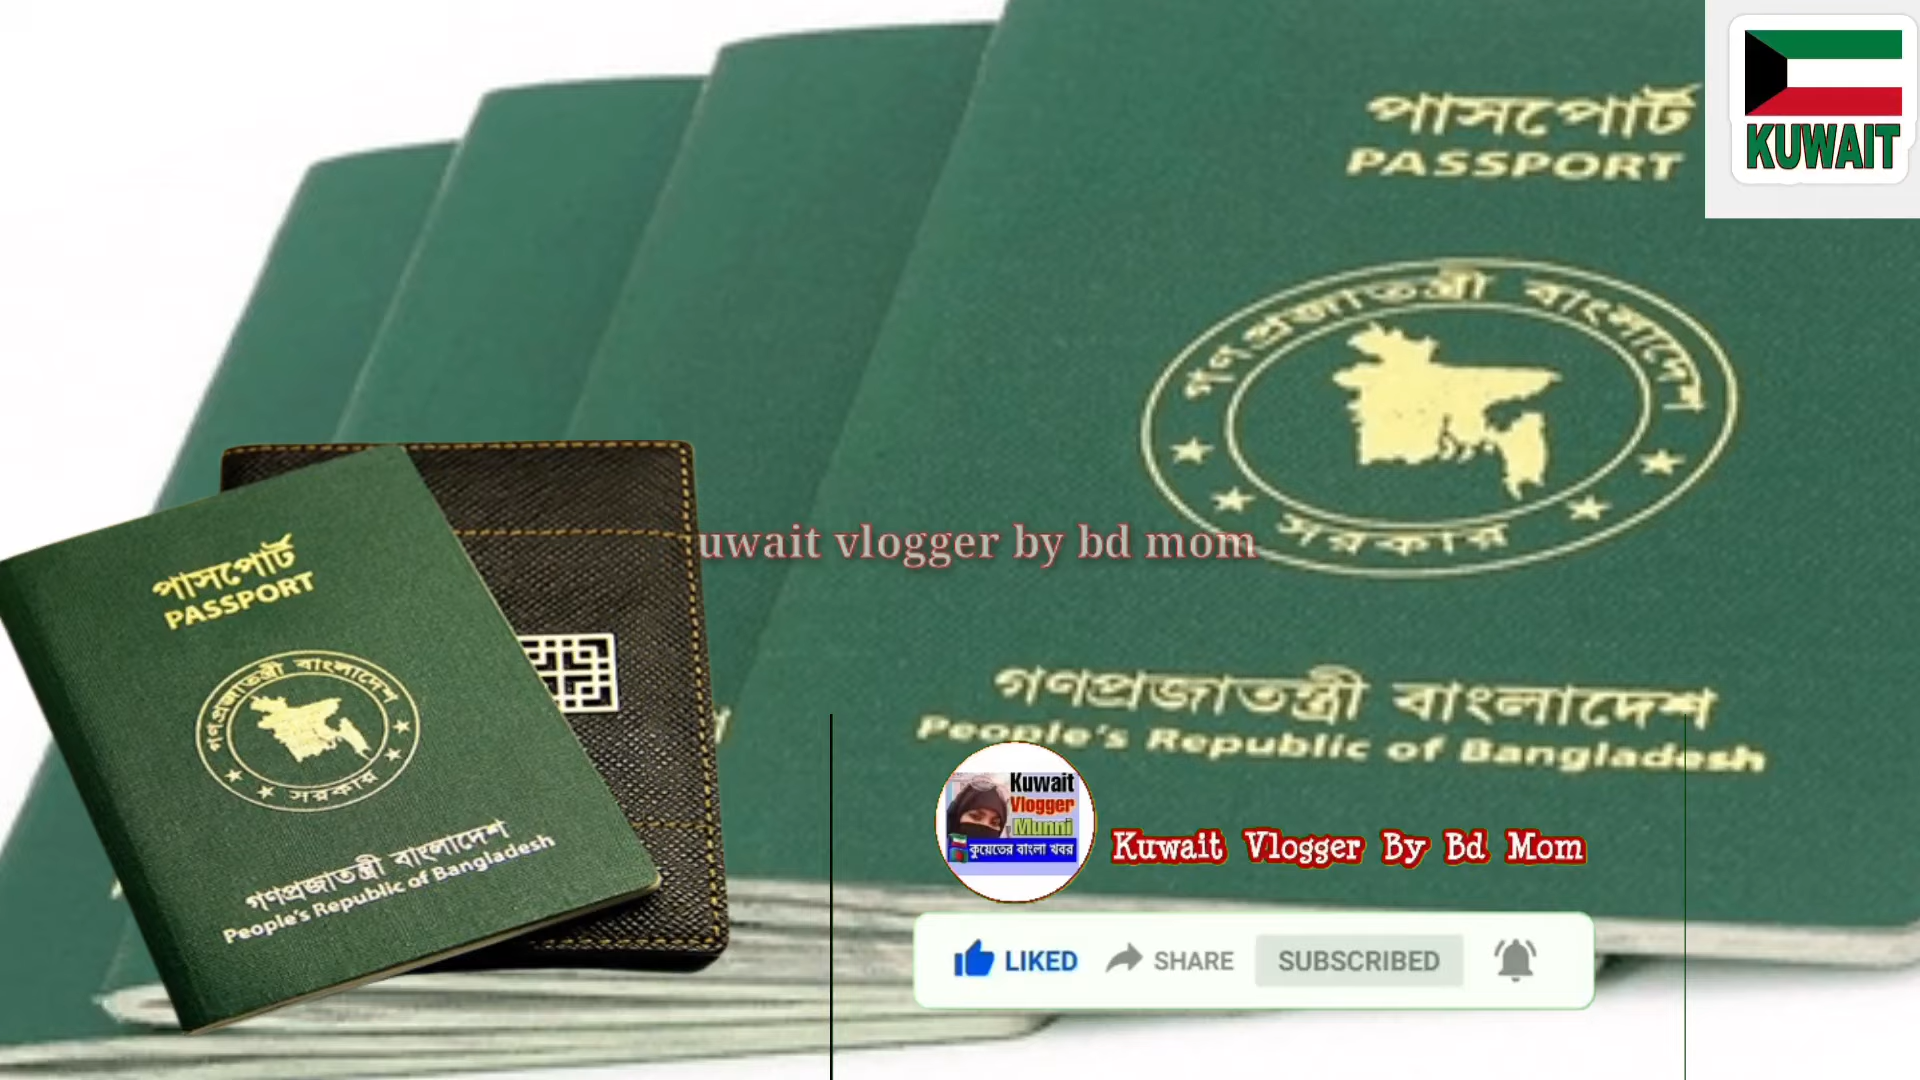 পাসপোর্ট
PASSPORT
KUWAIT
গণপ্রজাতন্ত্রী বাংলাদেশ
সরকার
uwait vlogger by bd mom
গণপ্রজাতন্ত্রী বাংলাদেশ
People's Republic of Bangladesh
পাসপোর্ট
PASSPORT
গণপ্রজাতন্ত্রী বাংলাদেশ
সরকার
গণপ্রজাতন্ত্রী বাংলাদেশ
People's Republic of Bangladesh
Kuwait
Vlogger
Munni
কুয়েতের বাংলা খবর
Kuwait Vlogger By Bd Mom
LIKED SHARE SUBSCRIBED